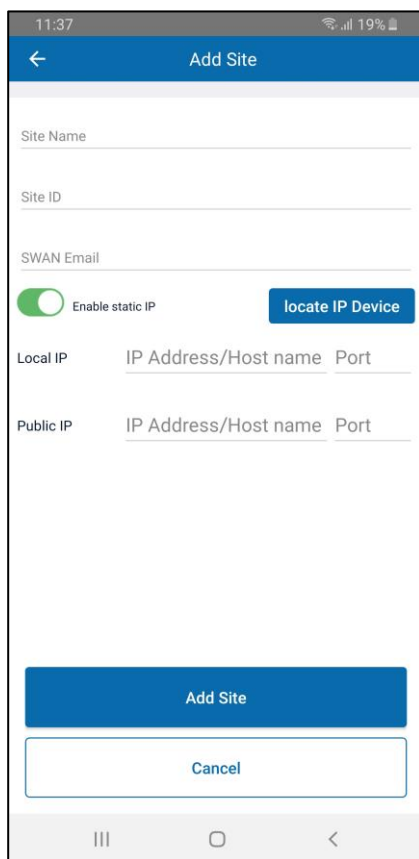 11:37 19%
Add Site
Site Name
Site ID
SWAN Email
Enable static IP locate IP Device
Local IP IP Address/Host name Port
Public IP IP Address/Host name Port
Add Site
Cancel